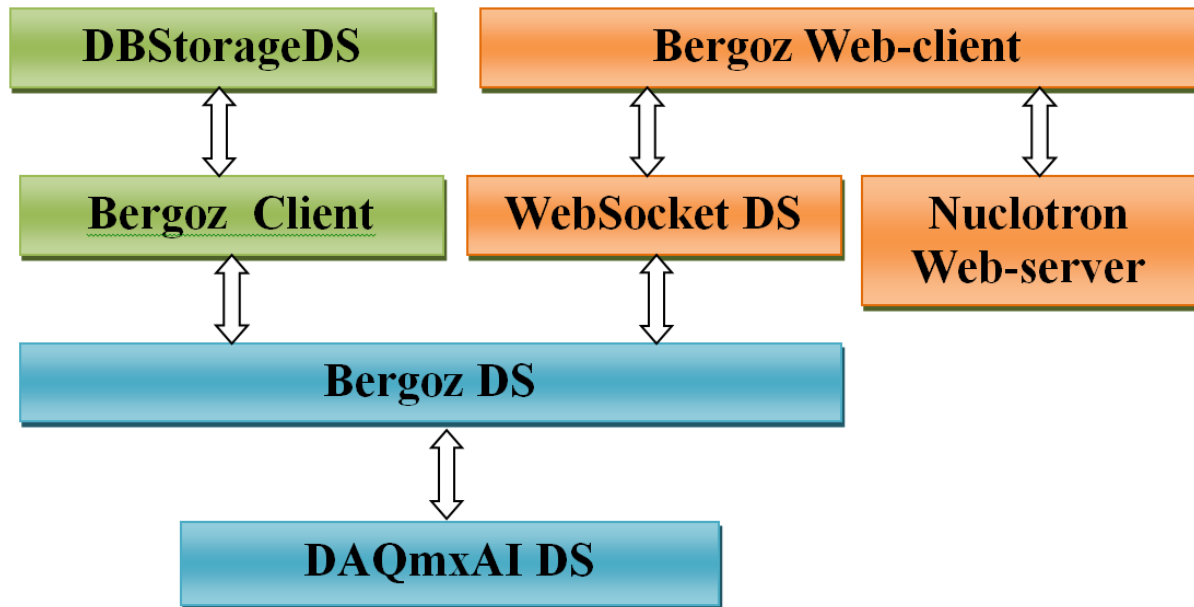 DBStorageDS
Bergoz Web-client
Bergoz Client
WebSocket DS
Nuclotron
Web-server
Bergoz DS
DAQmxAI DS